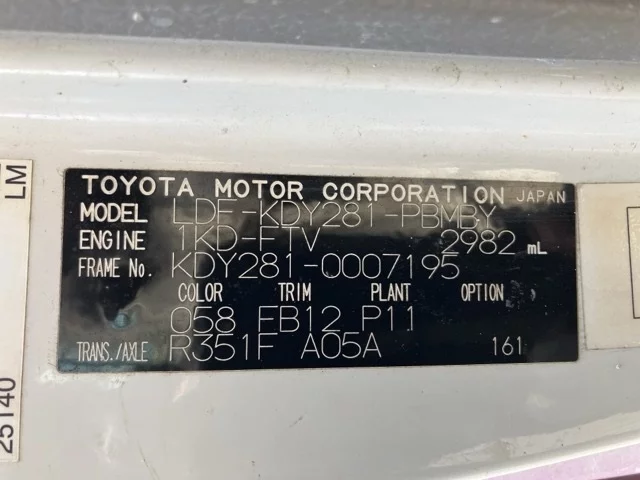 TOYOTA MOTOR CORPORATION JAPAN
MODEL LDF-KDY281-PBMBY
ENGINE 1KD-FTV 2982 mL
FRAME No. KDY281-0007195
COLOR TRIM PLANT OPTION
058 FB12 P11
TRANS./AXLE R351F A05A 161
LM
25140